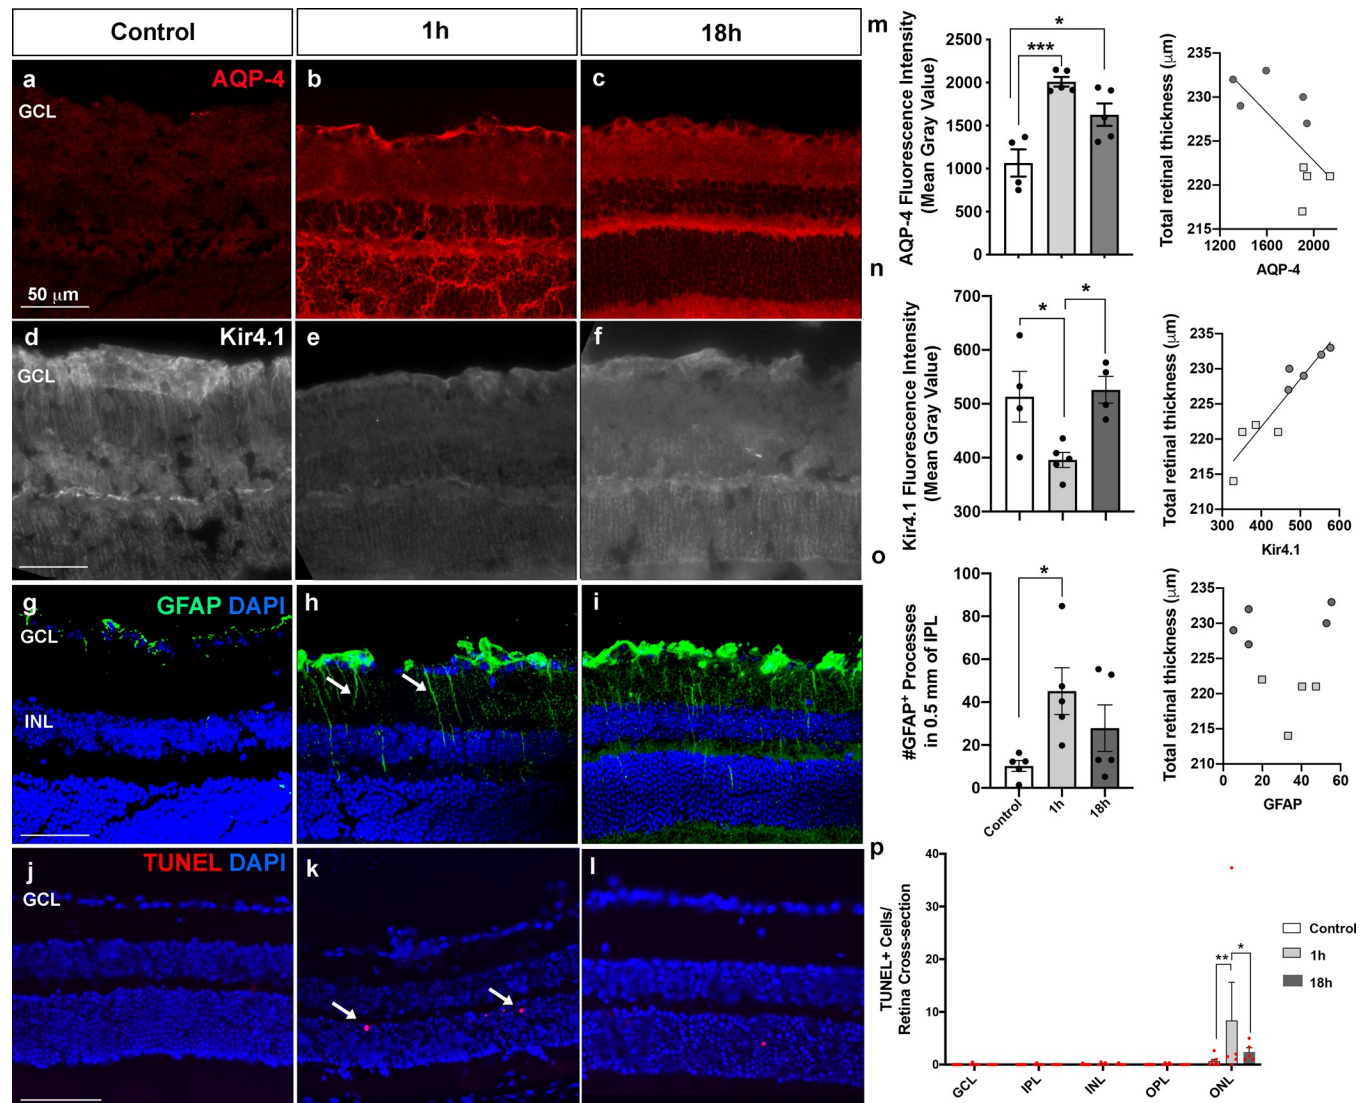 Control
1h
18h
a
AQP-4
GCL
50 µm
b
c
d
Kir4.1
GCL
e
f
g
GFAP DAPI
GCL
INL
h
i
j
TUNEL DAPI
GCL
k
l
m
AQP-4 Fluorescence Intensity
(Mean Gray Value)
2500
2000
1500
1000
500
0
***
*
Total retinal thickness (µm)
235
230
225
220
215
1200 1600 2000
AQP-4
n
Kir4.1 Fluorescence Intensity
(Mean Gray Value)
700
600
500
400
300
*
*
Total retinal thickness (µm)
235
230
225
220
215
210
300 400 500 600
Kir4.1
o
#GFAP⁺ Processes
in 0.5 mm of IPL
100
80
60
40
20
0
*
Control 1h 18h
Total retinal thickness (µm)
235
230
225
220
215
210
0 20 40 60
GFAP
p
TUNEL+ Cells/
Retina Cross-section
40
30
20
10
0
** *
GCL IPL INL OPL ONL
Control
1h
18h